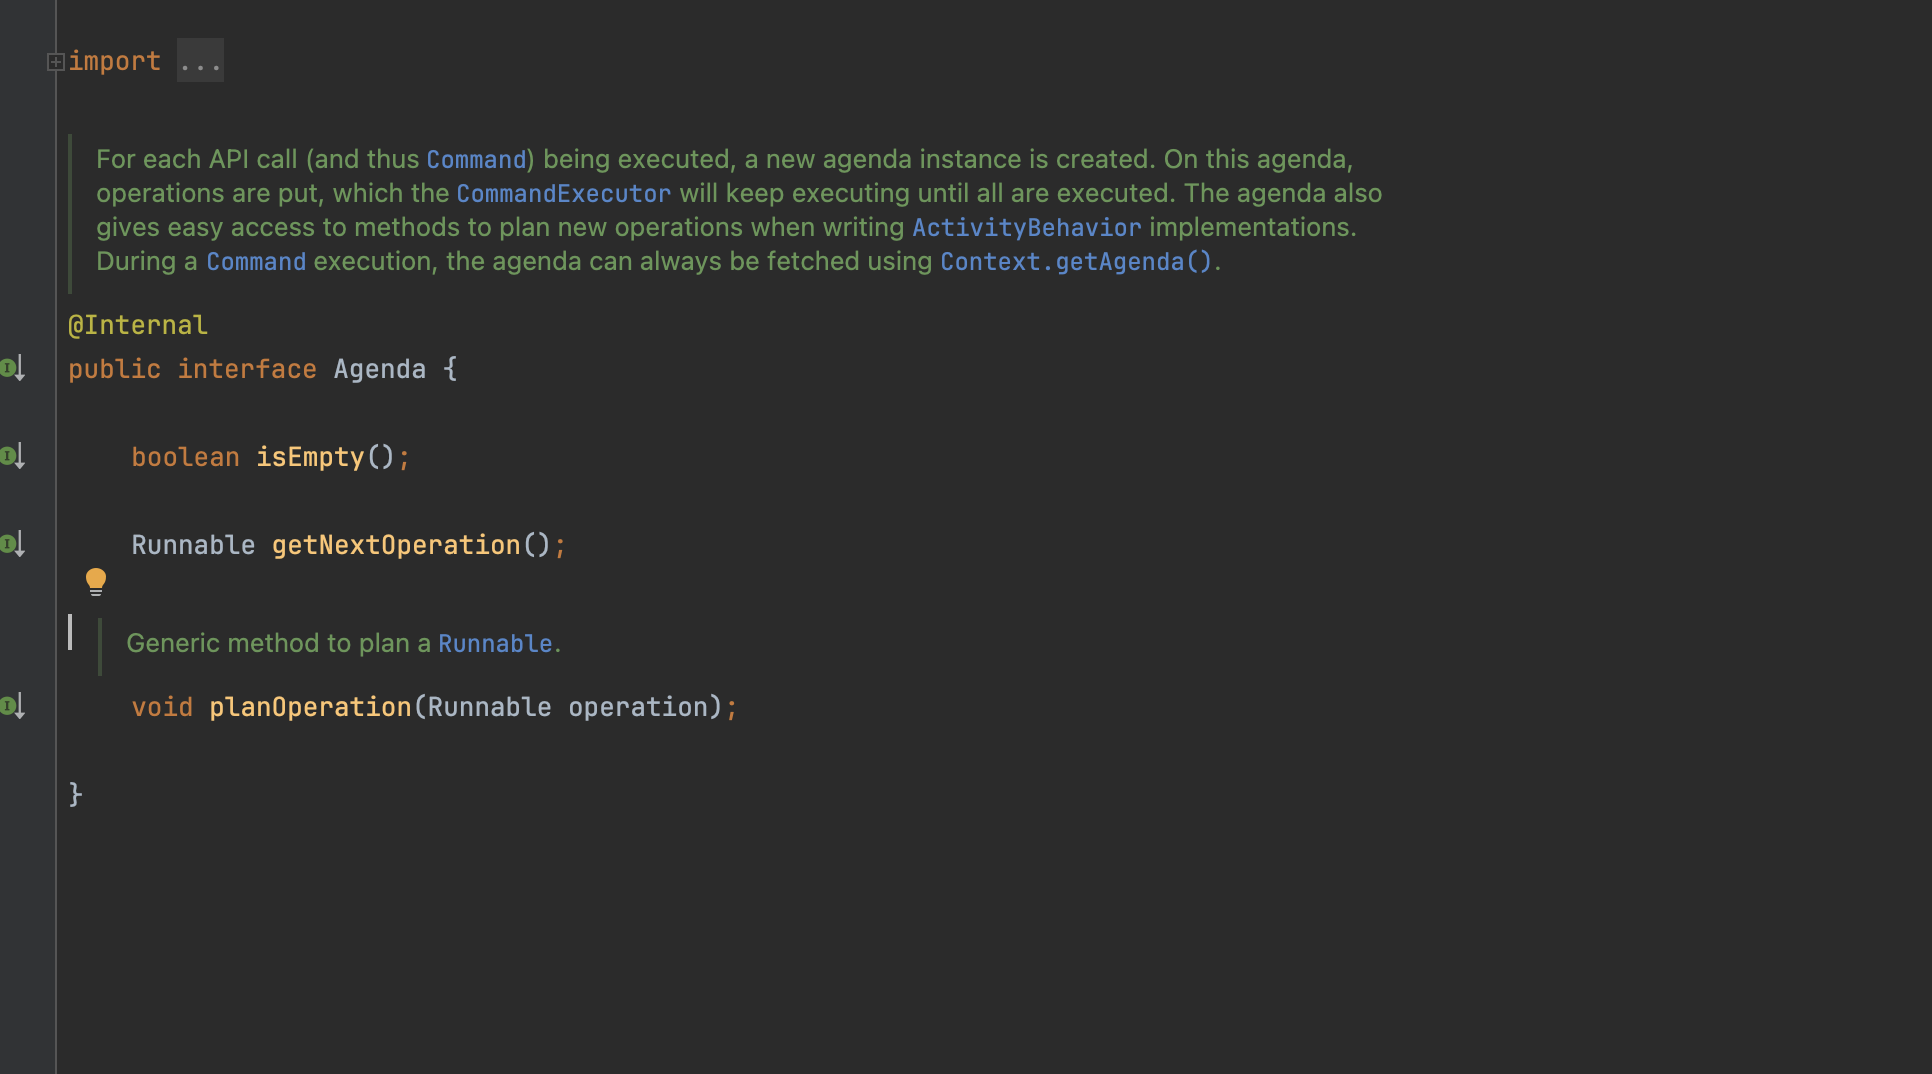 import ...
For each API call (and thus Command) being executed, a new agenda instance is created. On this agenda,
operations are put, which the CommandExecutor will keep executing until all are executed. The agenda also
gives easy access to methods to plan new operations when writing ActivityBehavior implementations.
During a Command execution, the agenda can always be fetched using Context.getAgenda().
@Internal
public interface Agenda {
boolean isEmpty();
Runnable getNextOperation();
Generic method to plan a Runnable.
void planOperation(Runnable operation);
}